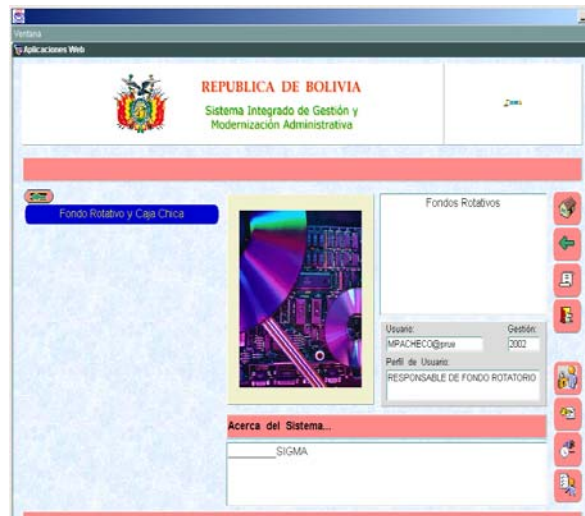 Ventana
Aplicaciones Web
REPUBLICA DE BOLIVIA
Sistema Integrado de Gestión y
Modernización Administrativa
Fondo Rotativo y Caja Chica
Fondos Rotativos
Usuario: Gestión:
MPACHECO@prue 2002
Perfil de Usuario:
RESPONSABLE DE FONDO ROTATORIO
Acerca del Sistema...
________SIGMA